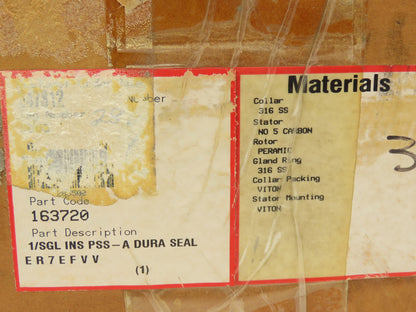 Number
Part Code
163720
Part Description
1/SGL INS PSS-A DURA SEAL
ER7EFVV
(1)
Materials
Collar
316 SS
Stator
NO 5 CARBON
Rotor
PERAMIC
Gland Ring
316 SS
Collar Packing
VITON
Stator Mounting
VITON
3